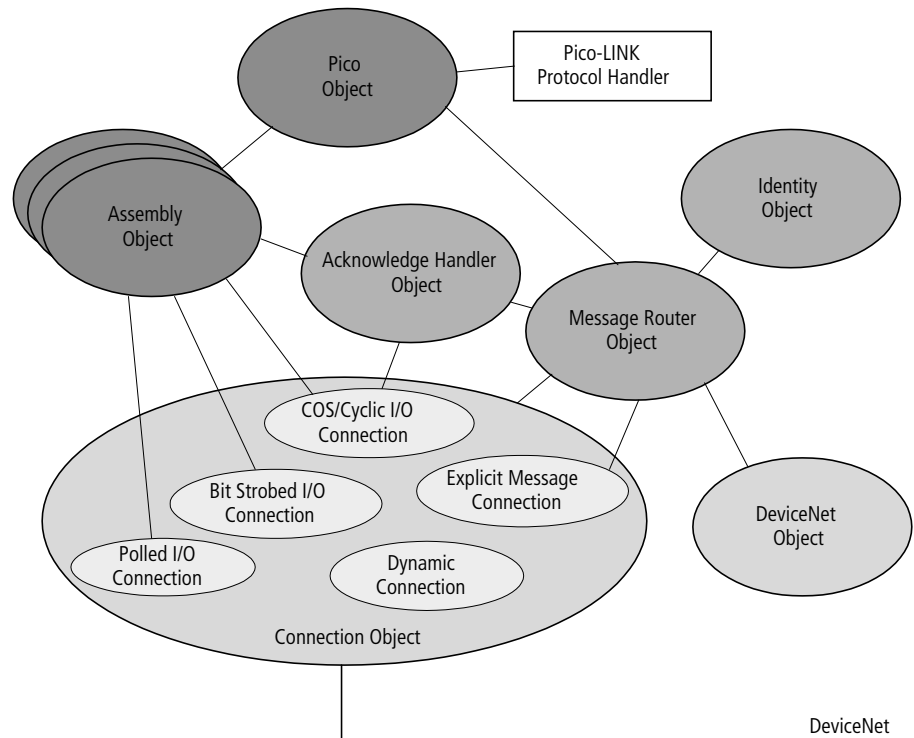 Pico
Object
Pico-LINK
Protocol Handler
Assembly
Object
Identity
Object
Acknowledge Handler
Object
Message Router
Object
COS/Cyclic I/O
Connection
Explicit Message
Connection
Bit Strobed I/O
Connection
DeviceNet
Object
Polled I/O
Connection
Dynamic
Connection
Connection Object
DeviceNet